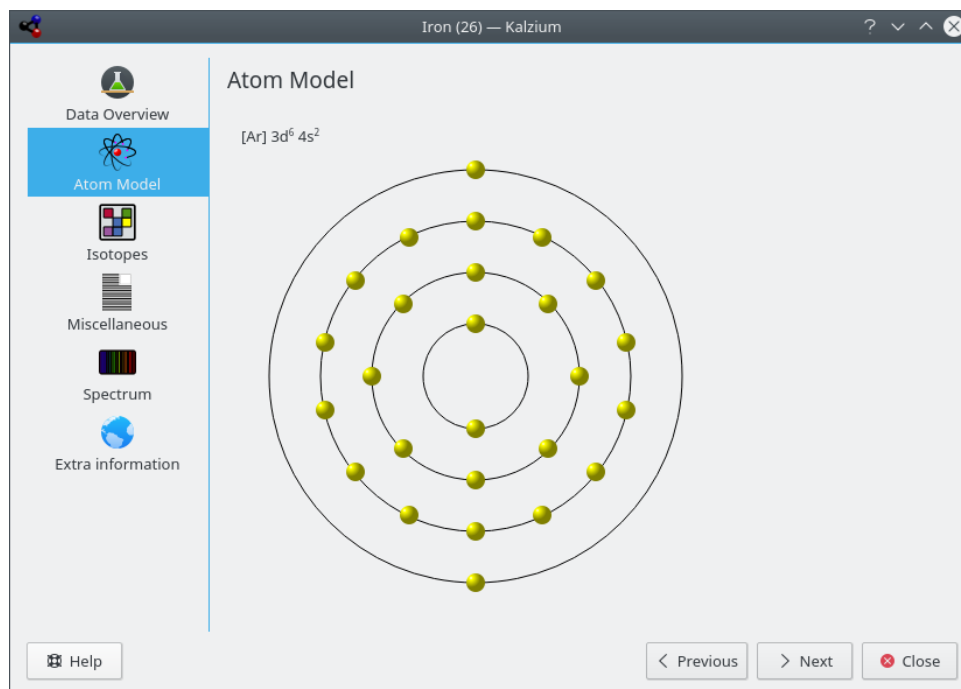 Iron (26) — Kalzium
Data Overview
Atom Model
Isotopes
Miscellaneous
Spectrum
Extra information
Atom Model
[Ar] 3d⁶ 4s²
Help
Previous
Next
Close